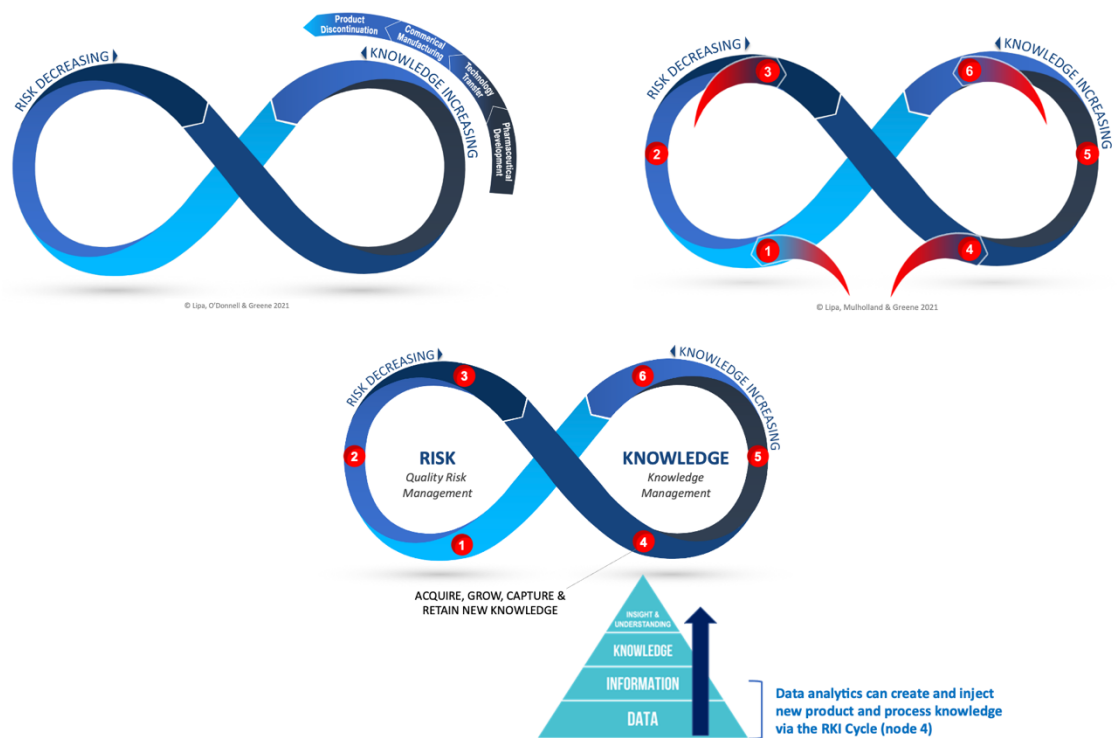 Product
Discontinuation
Commerical
Manufacturing
Technology
Transfer
Pharmaceutical
Development
RISK DECREASING
KNOWLEDGE INCREASING
© Lipa, O'Donnell & Greene 2021
RISK DECREASING
KNOWLEDGE INCREASING
3
6
2
5
1
4
© Lipa, Mulholland & Greene 2021
RISK DECREASING
KNOWLEDGE INCREASING
3
6
2
5
RISK
Quality Risk
Management
KNOWLEDGE
Knowledge
Management
1
4
ACQUIRE, GROW, CAPTURE &
RETAIN NEW KNOWLEDGE
INSIGHT &
UNDERSTANDING
KNOWLEDGE
INFORMATION
DATA
Data analytics can create and inject
new product and process knowledge
via the RKI Cycle (node 4)